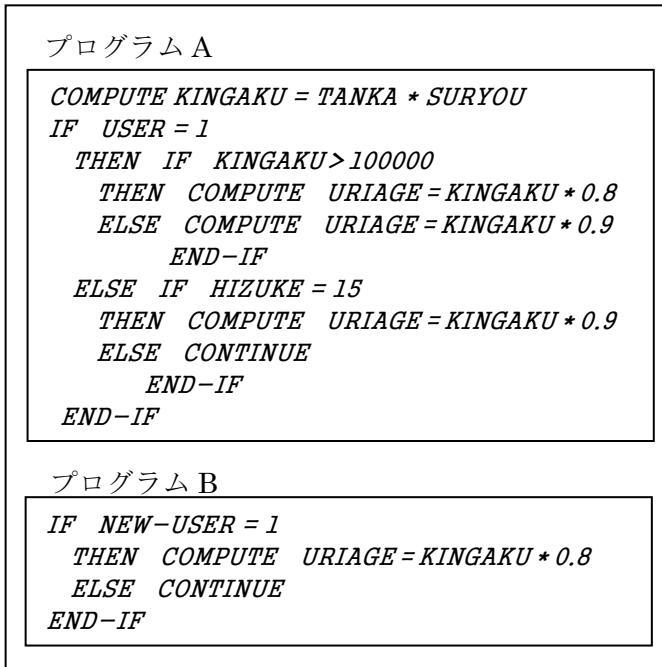 プログラム A
COMPUTE KINGAKU = TANKA * SURYOU
IF USER = 1
THEN IF KINGAKU > 100000
THEN COMPUTE URIAGE = KINGAKU * 0.8
ELSE COMPUTE URIAGE = KINGAKU * 0.9
END-IF
ELSE IF HIZUKE = 15
THEN COMPUTE URIAGE = KINGAKU * 0.9
ELSE CONTINUE
END-IF
END-IF
プログラム B
IF NEW-USER = 1
THEN COMPUTE URIAGE = KINGAKU * 0.8
ELSE CONTINUE
END-IF